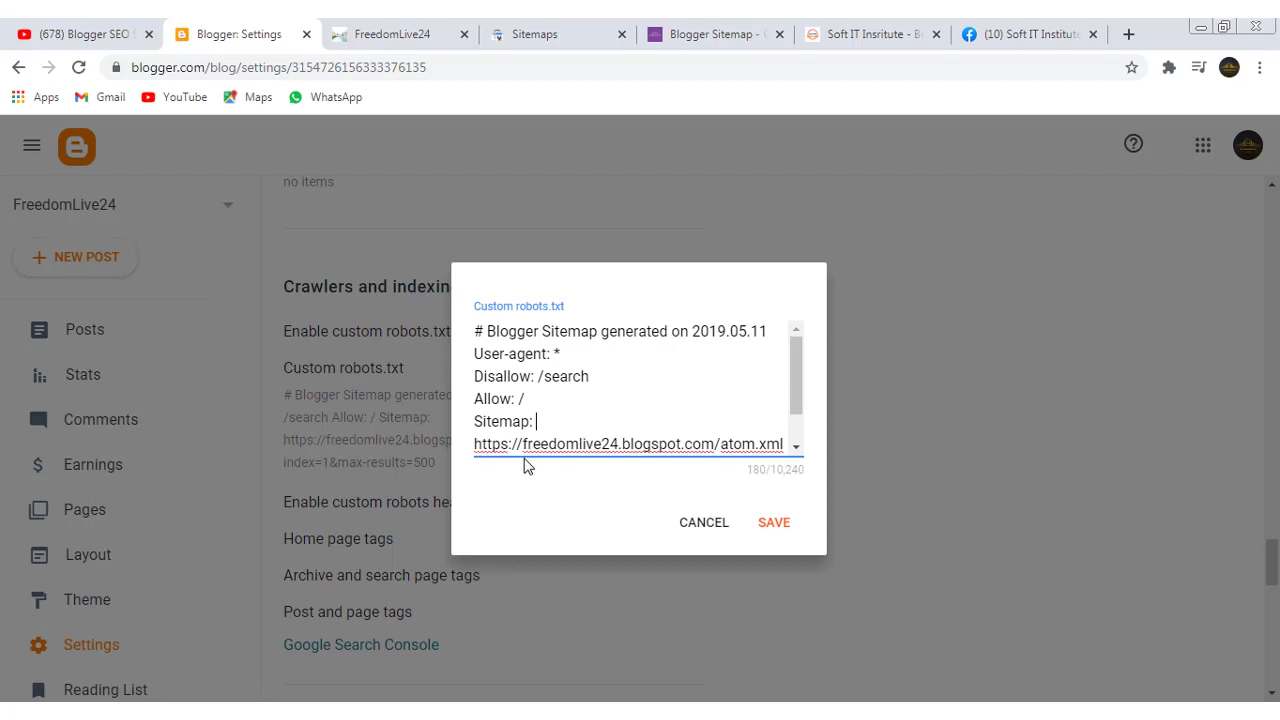 (678) Blogger SEO S
Blogger: Settings
FreedomLive24
Sitemaps
Blogger Sitemap - G
Soft IT Insritute - Be
(10) Soft IT Institute
blogger.com/blog/settings/3154726156333376135
Apps
Gmail
YouTube
Maps
WhatsApp
no items
FreedomLive24
NEW POST
Posts
Stats
Comments
Earnings
Pages
Layout
Theme
Settings
Reading List
Crawlers and indexing
Enable custom robots.txt
Custom robots.txt
# Blogger Sitemap generated
/search Allow: / Sitemap:
https://freedomlive24.blogsp
index=1&max-results=500
Enable custom robots hea
Home page tags
Archive and search page tags
Post and page tags
Google Search Console
Custom robots.txt
# Blogger Sitemap generated on 2019.05.11
User-agent: *
Disallow: /search
Allow: /
Sitemap:
https://freedomlive24.blogspot.com/atom.xml
180/10,240
CANCEL
SAVE